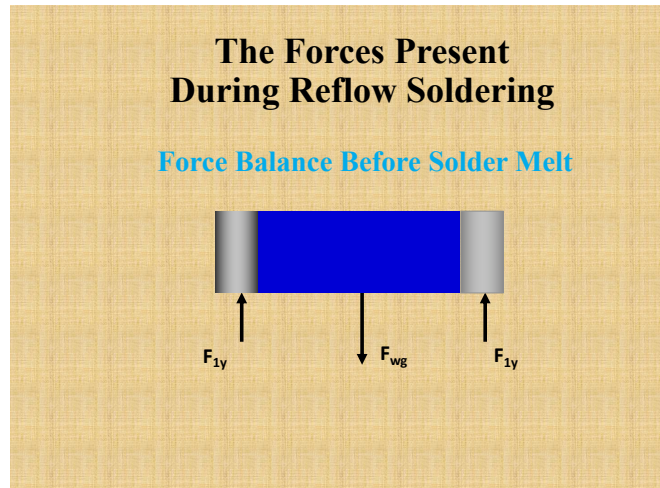 The Forces Present
During Reflow Soldering
Force Balance Before Solder Melt
F1y
Fwg
F1y